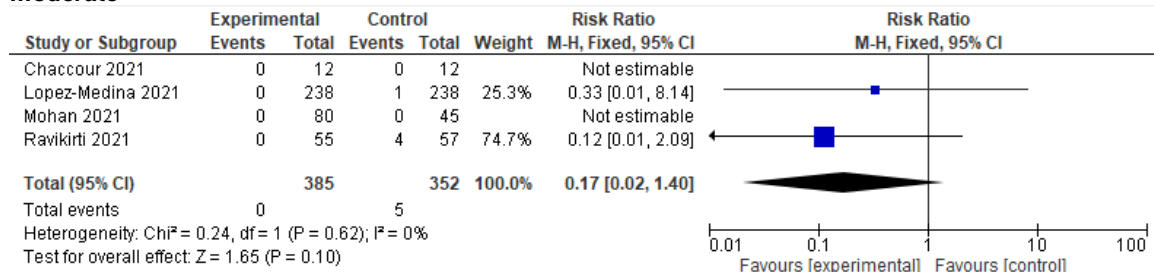 Moderate
Experimental Control Risk Ratio Risk Ratio
Study or Subgroup Events Total Events Total Weight M-H, Fixed, 95% CI M-H, Fixed, 95% CI
Chaccour 2021 0 12 0 12 Not estimable
Lopez-Medina 2021 0 238 1 238 25.3% 0.33 [0.01, 8.14]
Mohan 2021 0 80 0 45 Not estimable
Ravikirti 2021 0 55 4 57 74.7% 0.12 [0.01, 2.09]
Total (95% CI) 385 352 100.0% 0.17 [0.02, 1.40]
Total events 0 5
Heterogeneity: Chi² = 0.24, df = 1 (P = 0.62); I² = 0%
Test for overall effect: Z = 1.65 (P = 0.10)
0.01 0.1 1 10 100
Favours [experimental] Favours [control]